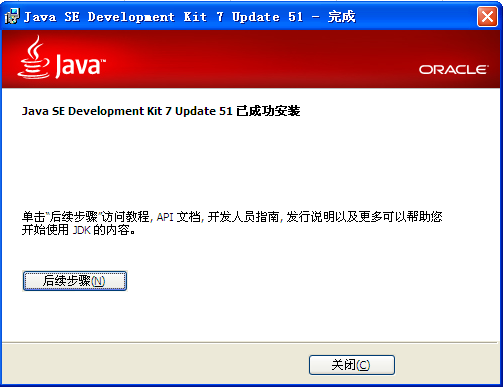 Java SE Development Kit 7 Update 51 - 完成
Java™
ORACLE
Java SE Development Kit 7 Update 51 已成功安装
单击“后续步骤”访问教程, API 文档, 开发人员指南, 发行说明以及更多可以帮助您
开始使用 JDK 的内容。
后续步骤(N)
关闭(C)